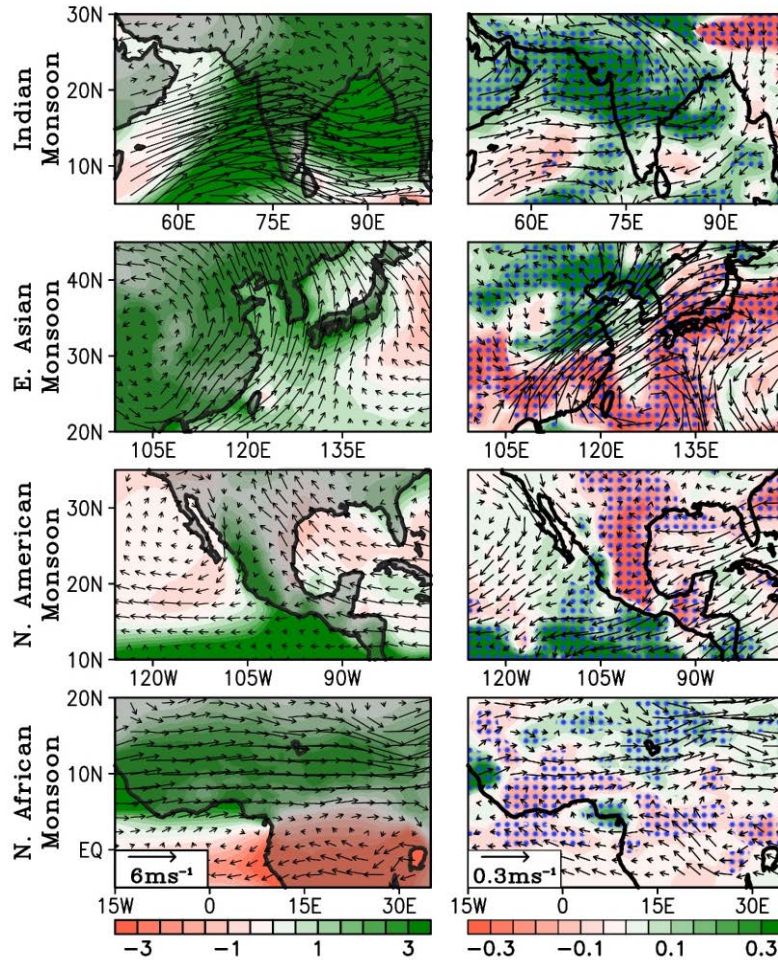 Indian
Monsoon
30N
20N
10N
60E 75E 90E
60E 75E 90E
E. Asian
Monsoon
40N
30N
20N
105E 120E 135E
105E 120E 135E
N. American
Monsoon
30N
20N
10N
120W 105W 90W
120W 105W 90W
N. African
Monsoon
20N
10N
EQ
6ms⁻¹
0.3ms⁻¹
15W 0 15E 30E
15W 0 15E 30E
-3 -1 1 3
-0.3 -0.1 0.1 0.3